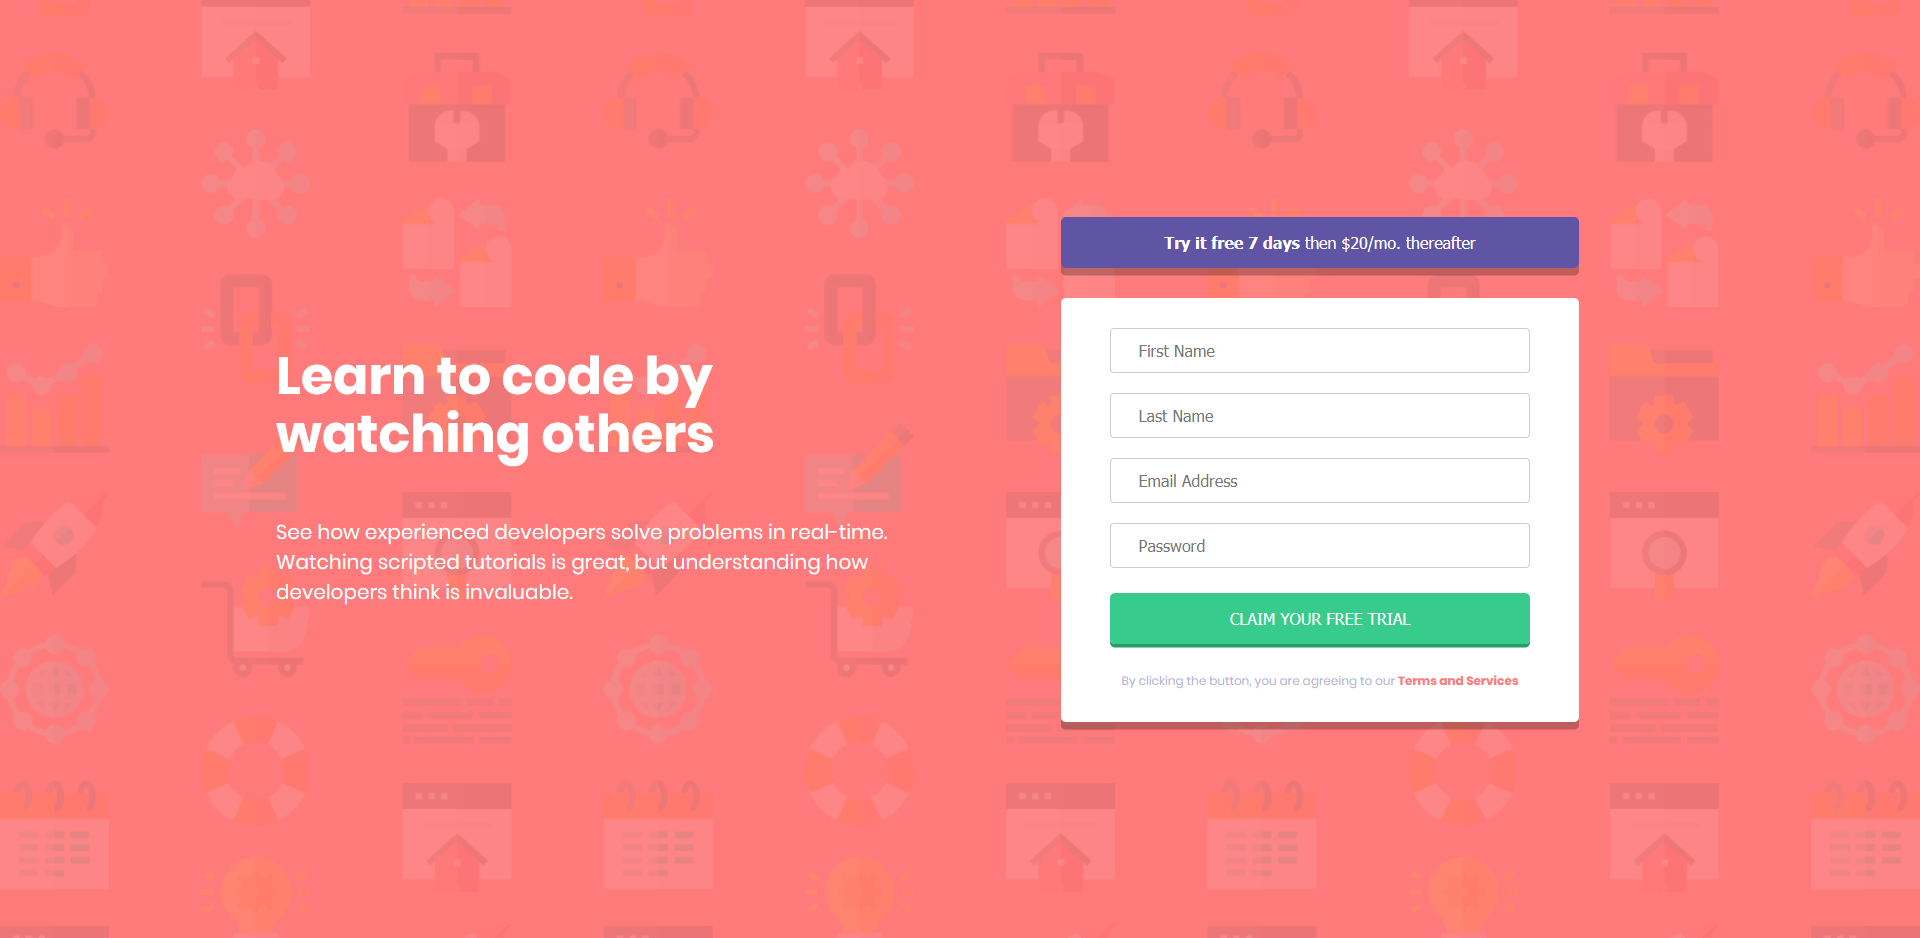 Learn to code by
watching others
See how experienced developers solve problems in real-time.
Watching scripted tutorials is great, but understanding how
developers think is invaluable.
Try it free 7 days then $20/mo. thereafter
First Name
Last Name
Email Address
Password
CLAIM YOUR FREE TRIAL
By clicking the button, you are agreeing to our Terms and Services